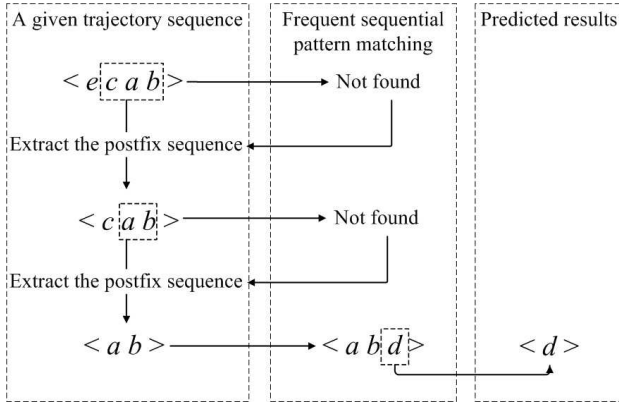 A given trajectory sequence
Frequent sequential
pattern matching
Predicted results
< e c a b >
Not found
Extract the postfix sequence
< c a b >
Not found
Extract the postfix sequence
< a b >
< a b d >
< d >